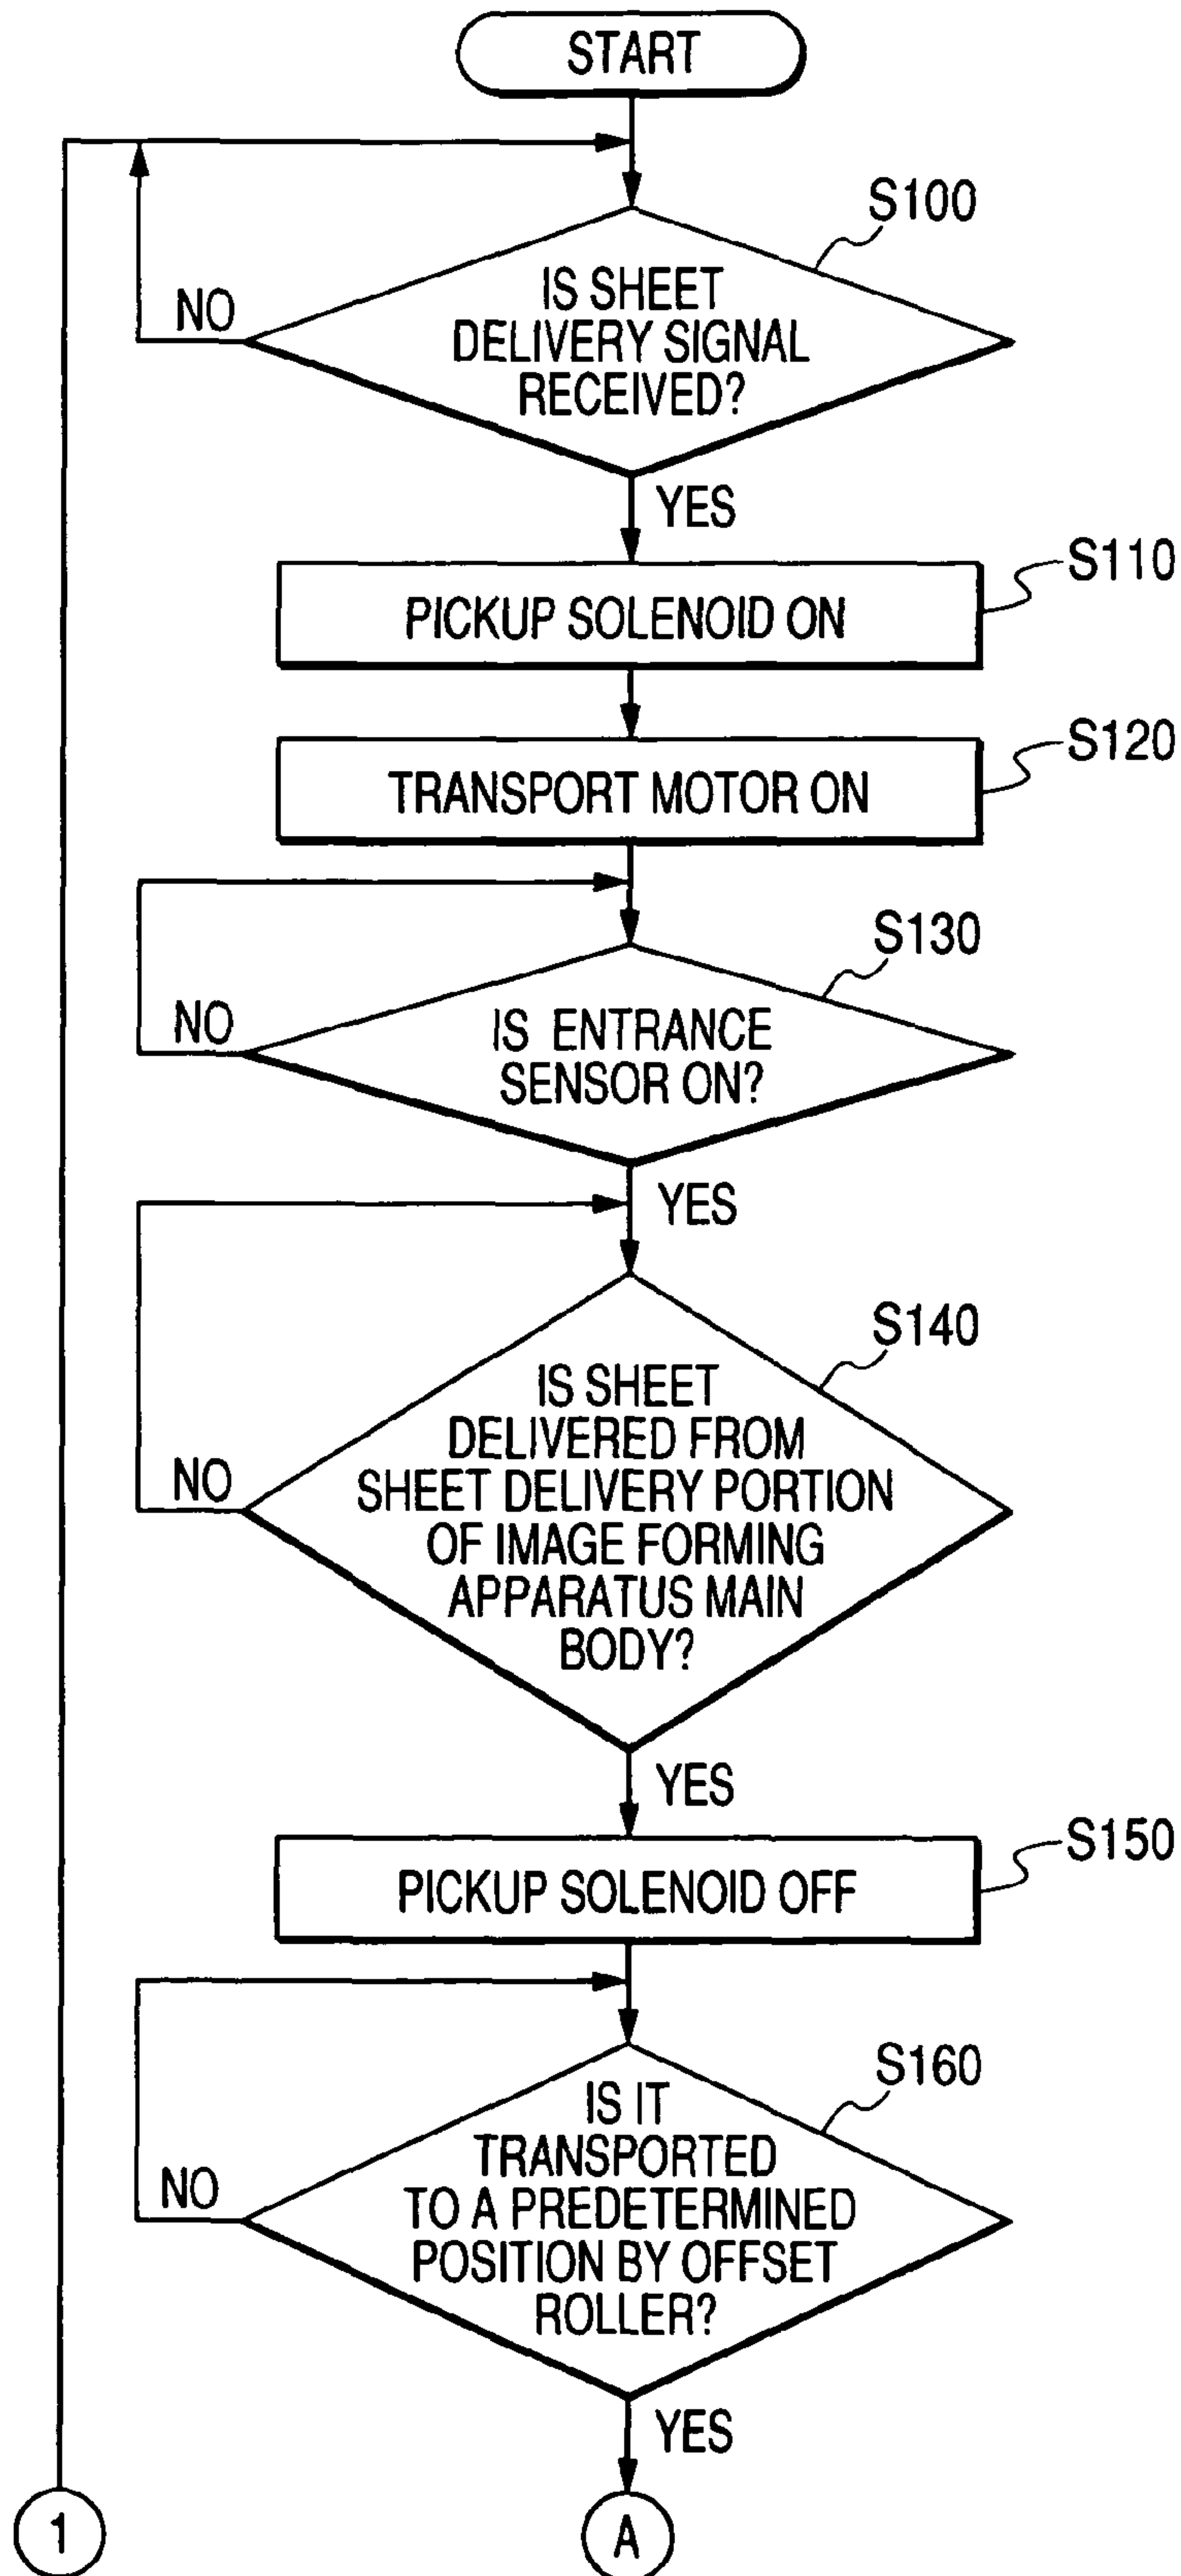 START
S100
NO
IS SHEET
DELIVERY SIGNAL
RECEIVED?
YES
S110
PICKUP SOLENOID ON
S120
TRANSPORT MOTOR ON
S130
NO
IS ENTRANCE
SENSOR ON?
YES
S140
IS SHEET
DELIVERED FROM
SHEET DELIVERY PORTION
OF IMAGE FORMING
APPARATUS MAIN
BODY?
NO
YES
S150
PICKUP SOLENOID OFF
S160
IS IT
TRANSPORTED
TO A PREDETERMINED
POSITION BY OFFSET
ROLLER?
NO
YES
1
A